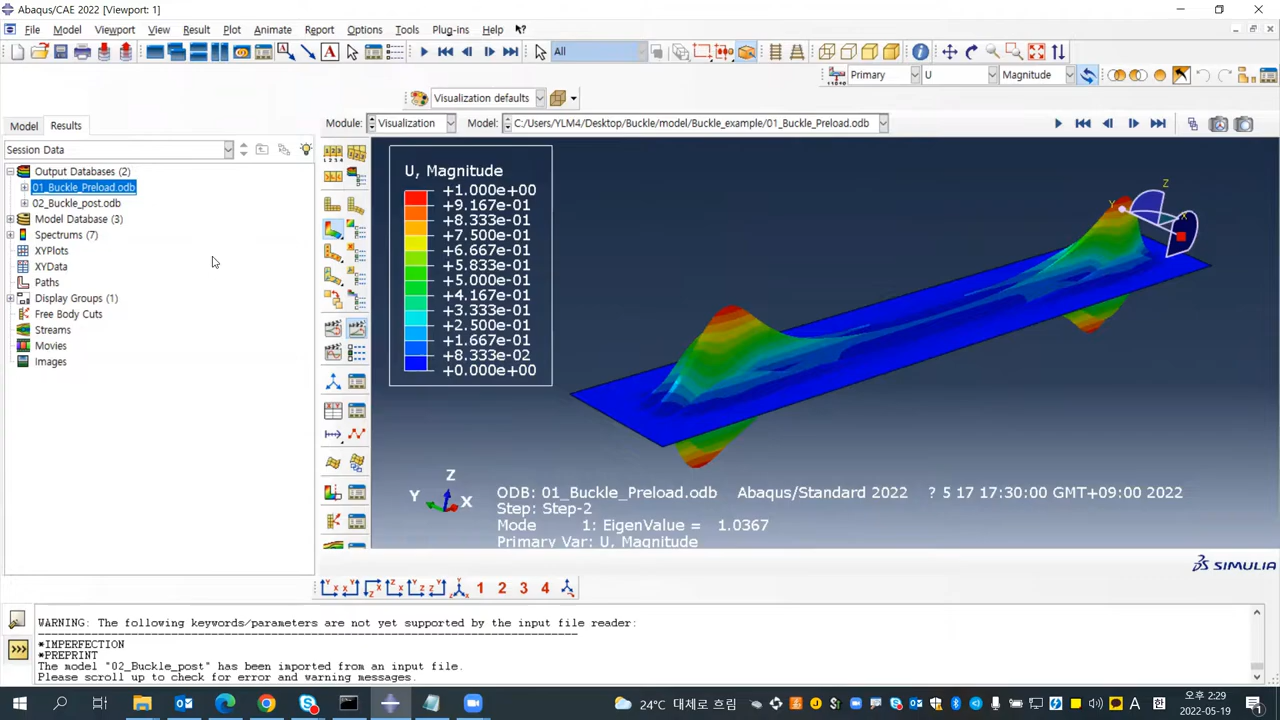 Abaqus/CAE 2022 [Viewport: 1]
File Model Viewport View Result Plot Animate Report Options Tools Plug-ins Help
All
Primary U Magnitude
Visualization defaults
Model Results
Module: Visualization Model: C:/Users/YLM4/Desktop/Buckle/model/Buckle_example/01_Buckle_Preload.odb
Session Data
Output Databases (2)
01_Buckle_Preload.odb
02_Buckle_post.odb
Model Database (3)
Spectrums (7)
XYPlots
XYData
Paths
Display Groups (1)
Free Body Cuts
Streams
Movies
Images
U, Magnitude
+1.000e+00
+9.167e-01
+8.333e-01
+7.500e-01
+6.667e-01
+5.833e-01
+5.000e-01
+4.167e-01
+3.333e-01
+2.500e-01
+1.667e-01
+8.333e-02
+0.000e+00
Z
Y
Z
Y X
ODB: 01_Buckle_Preload.odb Abaqus/Standard 2022 ? 5 17 17:30:00 GMT+09:00 2022
Step: Step-2
Mode 1: EigenValue = 1.0367
Primary Var: U, Magnitude
SIMULIA
1 2 3 4
WARNING: The following keywords/parameters are not yet supported by the input file reader:
*IMPERFECTION
*PREPRINT
The model "02_Buckle_post" has been imported from an input file.
Please scroll up to check for error and warning messages.
24°C 대체로 흐림
A
오후 5:29
2022-05-19